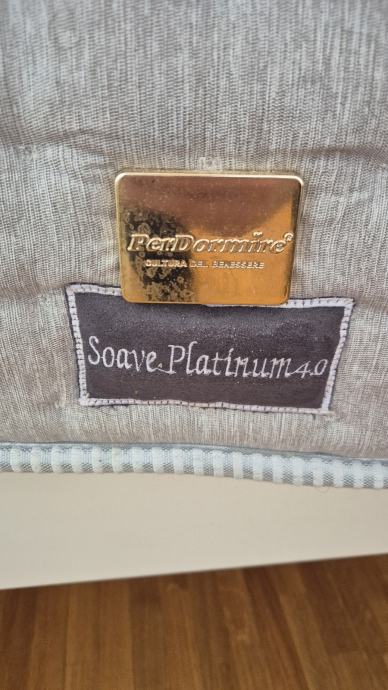 PerDormire®
CULTURA DEL BENESSERE
Soave Platinum 4.0